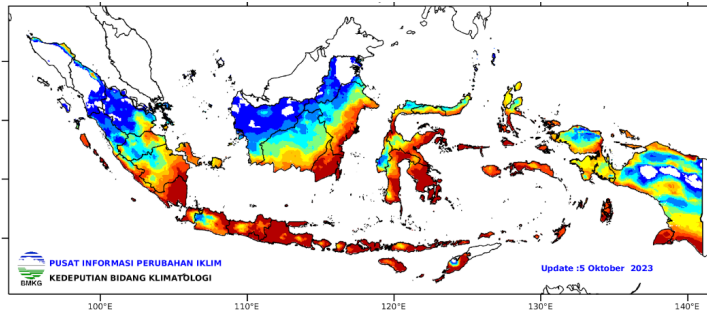 PUSAT INFORMASI PERUBAHAN IKLIM
KEDEPUTIAN BIDANG KLIMATOLOGI
BMKG
Update :5 Oktober 2023
100°E 110°E 120°E 130°E 140°E